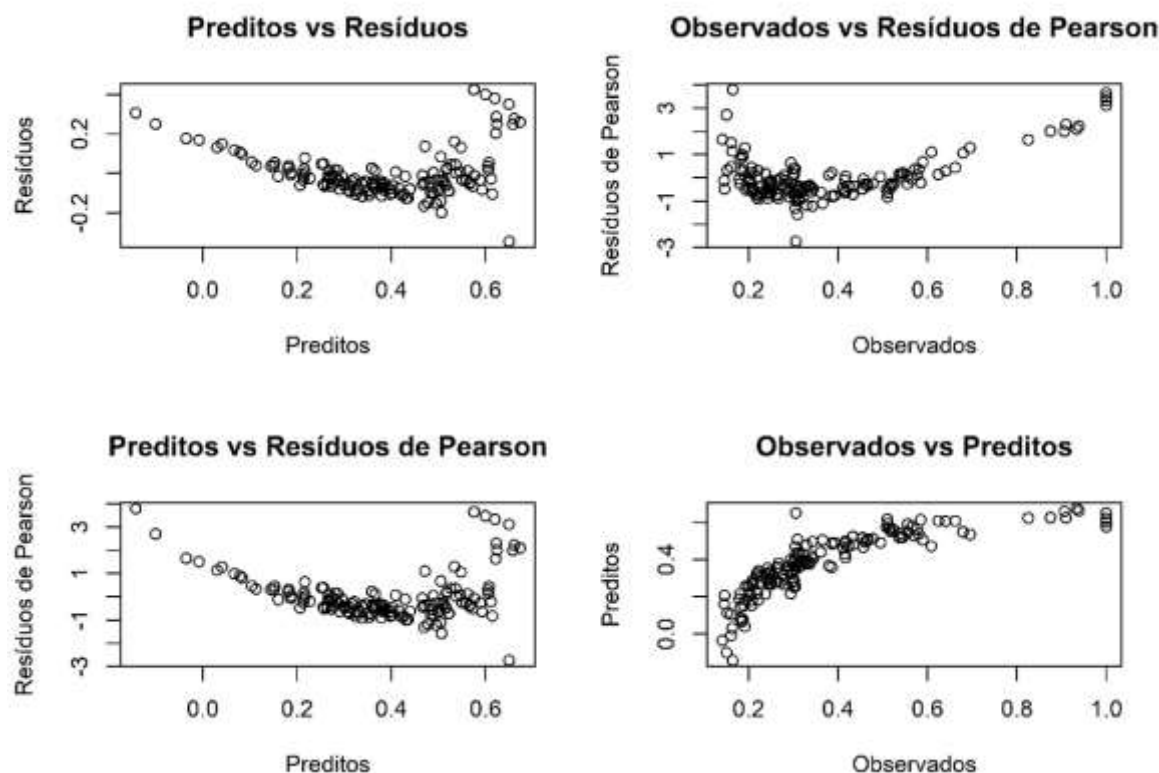 Preditos vs Resíduos
Resíduos
0.2
-0.2
0.0 0.2 0.4 0.6
Preditos
Observados vs Resíduos de Pearson
Resíduos de Pearson
3
1
-1
-3
0.2 0.4 0.6 0.8 1.0
Observados
Preditos vs Resíduos de Pearson
Resíduos de Pearson
3
1
-1
-3
0.0 0.2 0.4 0.6
Preditos
Observados vs Preditos
Preditos
0.4
0.0
0.2 0.4 0.6 0.8 1.0
Observados